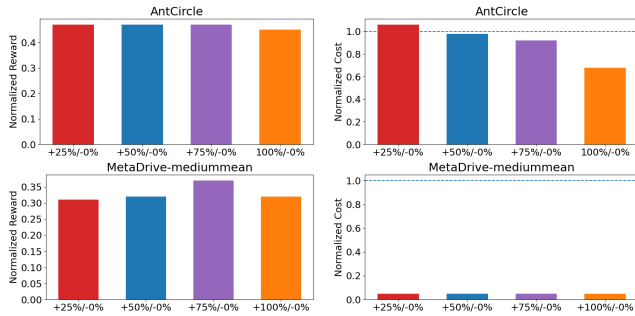 AntCircle
Normalized Reward
0.4
0.3
0.2
0.1
0.0
+25%/-0% +50%/-0% +75%/-0% 100%/-0%
AntCircle
Normalized Cost
1.0
0.8
0.6
0.4
0.2
0.0
+25%/-0% +50%/-0% +75%/-0% 100%/-0%
MetaDrive-mediummean
Normalized Reward
0.35
0.30
0.25
0.20
0.15
0.10
0.05
0.00
+25%/-0% +50%/-0% +75%/-0% +100%/-0%
MetaDrive-mediummean
Normalized Cost
1.0
0.8
0.6
0.4
0.2
0.0
+25%/-0% +50%/-0% +75%/-0% +100%/-0%